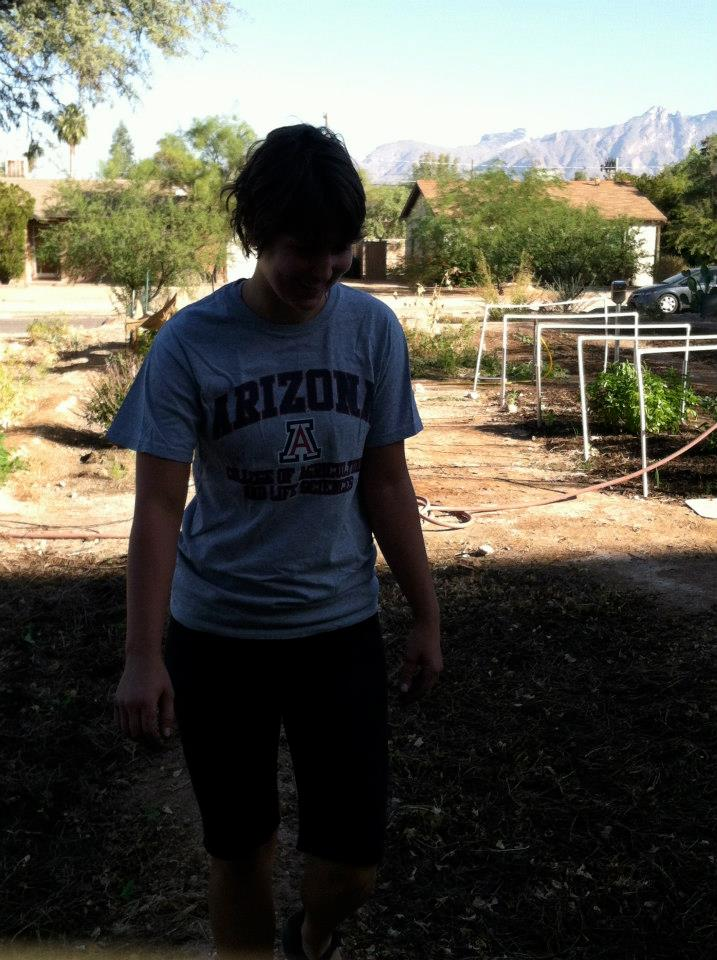 ARIZONA
A
COLLEGE OF AGRICULTURE
AND LIFE SCIENCES